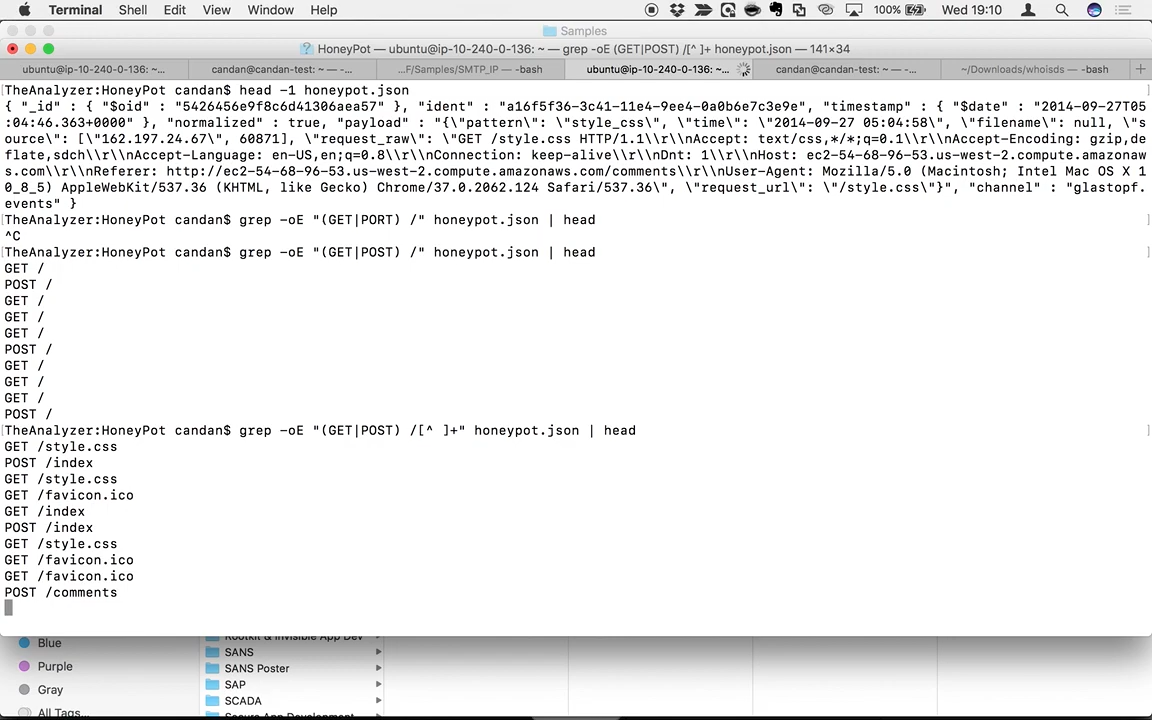 Terminal Shell Edit View Window Help 100% Wed 19:10
Samples
HoneyPot — ubuntu@ip-10-240-0-136: ~ — grep -oE (GET|POST) /[^ ]+ honeypot.json — 141×34
ubuntu@ip-10-240-0-136: ~... candan@candan-test: ~ — -... ...F/Samples/SMTP_IP — -bash ubuntu@ip-10-240-0-136: ~... candan@candan-test: ~ — -... ~/Downloads/whoisds — -bash +
[TheAnalyzer:HoneyPot candan$ head -1 honeypot.json ]
{ "_id" : { "$oid" : "5426456e9f8c6d41306aea57" }, "ident" : "a16f5f36-3c41-11e4-9ee4-0a0b6e7c3e9e", "timestamp" : { "$date" : "2014-09-27T05
:04:46.363+0000" }, "normalized" : true, "payload" : "{\"pattern\": \"style_css\", \"time\": \"2014-09-27 05:04:58\", \"filename\": null, \"s
ource\": [\"162.197.24.67\", 60871], \"request_raw\": \"GET /style.css HTTP/1.1\\r\\nAccept: text/css,*/*;q=0.1\\r\\nAccept-Encoding: gzip,de
flate,sdch\\r\\nAccept-Language: en-US,en;q=0.8\\r\\nConnection: keep-alive\\r\\nDnt: 1\\r\\nHost: ec2-54-68-96-53.us-west-2.compute.amazonaw
s.com\\r\\nReferer: http://ec2-54-68-96-53.us-west-2.compute.amazonaws.com/comments\\r\\nUser-Agent: Mozilla/5.0 (Macintosh; Intel Mac OS X 1
0_8_5) AppleWebKit/537.36 (KHTML, like Gecko) Chrome/37.0.2062.124 Safari/537.36\", \"request_url\": \"/style.css\"}", "channel" : "glastopf.
events" }
[TheAnalyzer:HoneyPot candan$ grep -oE "(GET|PORT) /" honeypot.json | head ]
^C
[TheAnalyzer:HoneyPot candan$ grep -oE "(GET|POST) /" honeypot.json | head ]
GET /
POST /
GET /
GET /
GET /
POST /
GET /
GET /
GET /
POST /
[TheAnalyzer:HoneyPot candan$ grep -oE "(GET|POST) /[^ ]+" honeypot.json | head ]
GET /style.css
POST /index
GET /style.css
GET /favicon.ico
GET /index
POST /index
GET /style.css
GET /favicon.ico
GET /favicon.ico
POST /comments
Blue
Purple
Gray
All Tags...
Rootkit & Invisible App Dev
SANS
SANS Poster
SAP
SCADA
Secure App Development